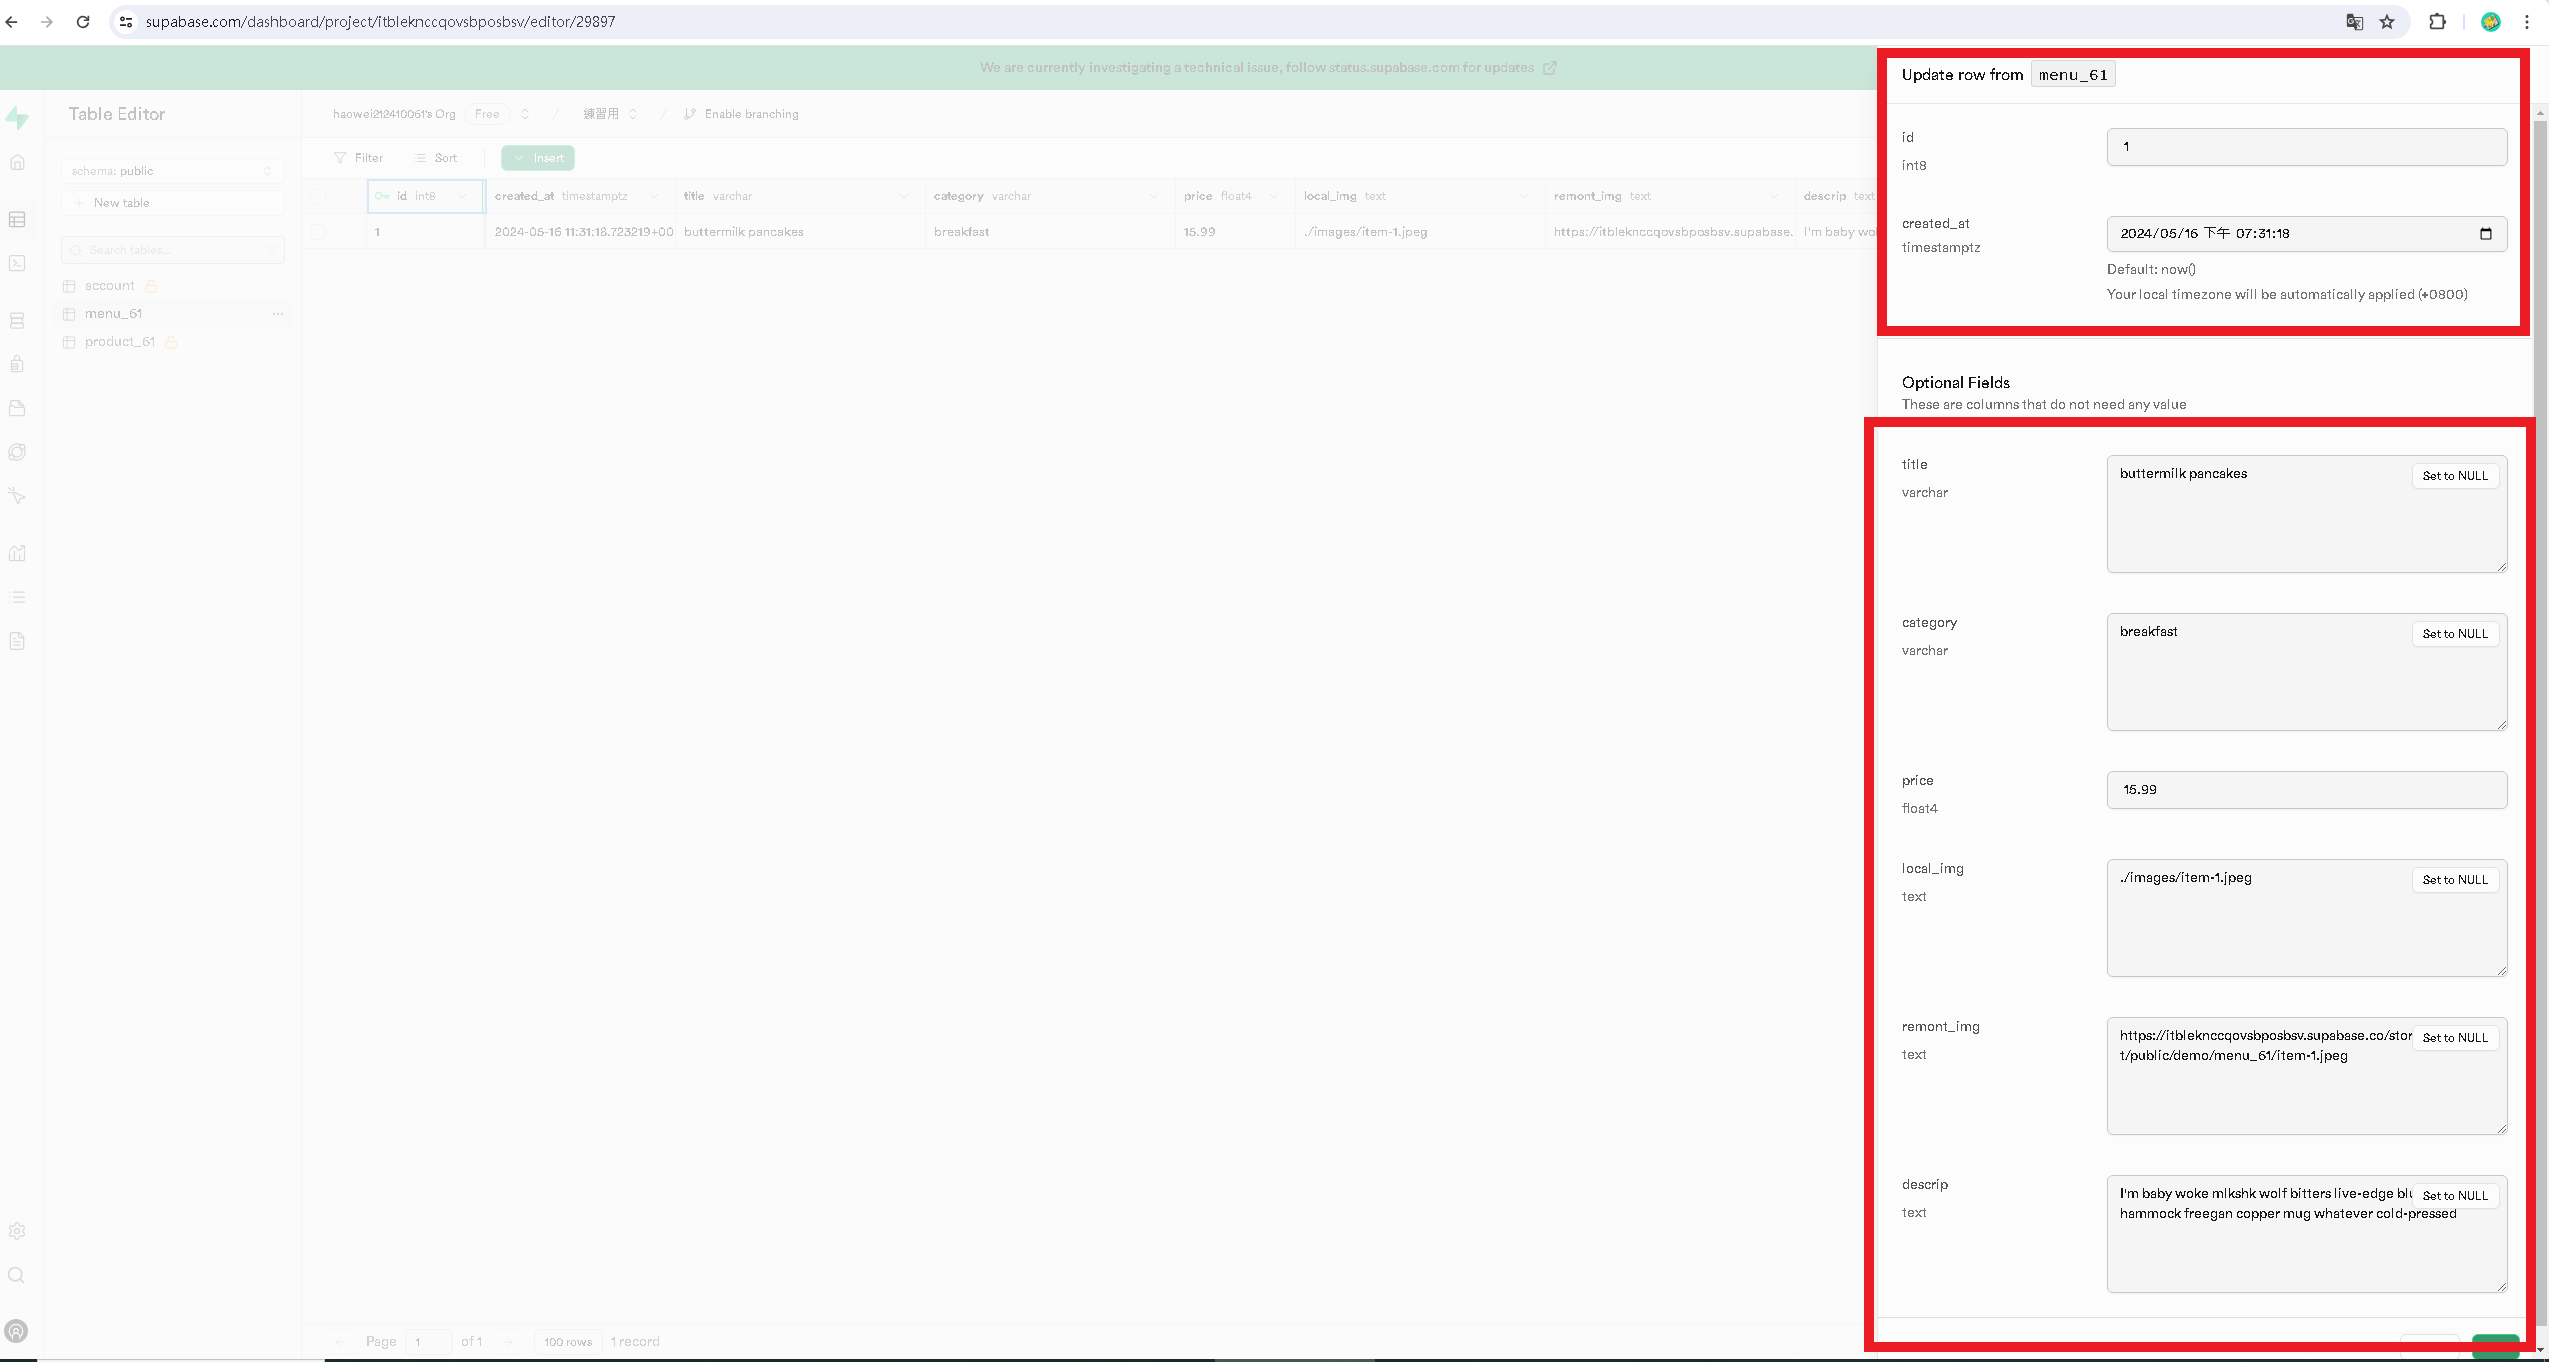 supabase.com/dashboard/project/itbleknccqovsbposbsv/editor/29897
We are currently investigating a technical issue, follow status.supabase.com for updates
Table Editor
haowei212410061's Org Free / 練習用 / Enable branching
schema: public
New table
Search tables...
account
menu_61
product_61
Filter Sort Insert
id int8 created_at timestamptz title varchar category varchar price float4 local_img text remont_img text descrip text
1 2024-05-16 11:31:18.723219+00 buttermilk pancakes breakfast 15.99 ./images/item-1.jpeg https://itbleknccqovsbposbsv.supabase. I'm baby wo
Page 1 of 1 100 rows 1 record
Update row from menu_61
id
int8
1
created_at
timestamptz
2024/05/16 下午 07:31:18
Default: now()
Your local timezone will be automatically applied (+0800)
Optional Fields
These are columns that do not need any value
title
varchar
buttermilk pancakes
Set to NULL
category
varchar
breakfast
Set to NULL
price
float4
15.99
local_img
text
./images/item-1.jpeg
Set to NULL
remont_img
text
https://itbleknccqovsbposbsv.supabase.co/stor
Set to NULL
t/public/demo/menu_61/item-1.jpeg
descrip
text
I'm baby woke mlkshk wolf bitters live-edge blu
Set to NULL
hammock freegan copper mug whatever cold-pressed